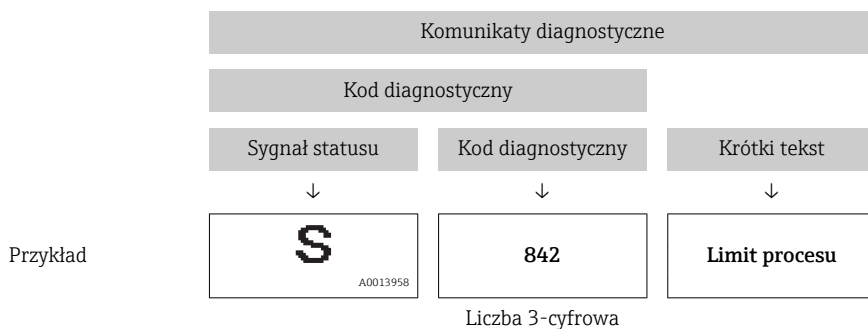 Komunikaty diagnostyczne
Kod diagnostyczny
Sygnał statusu Kod diagnostyczny Krótki tekst
↓ ↓ ↓
Przykład S 842 Limit procesu
A0013958
Liczba 3-cyfrowa